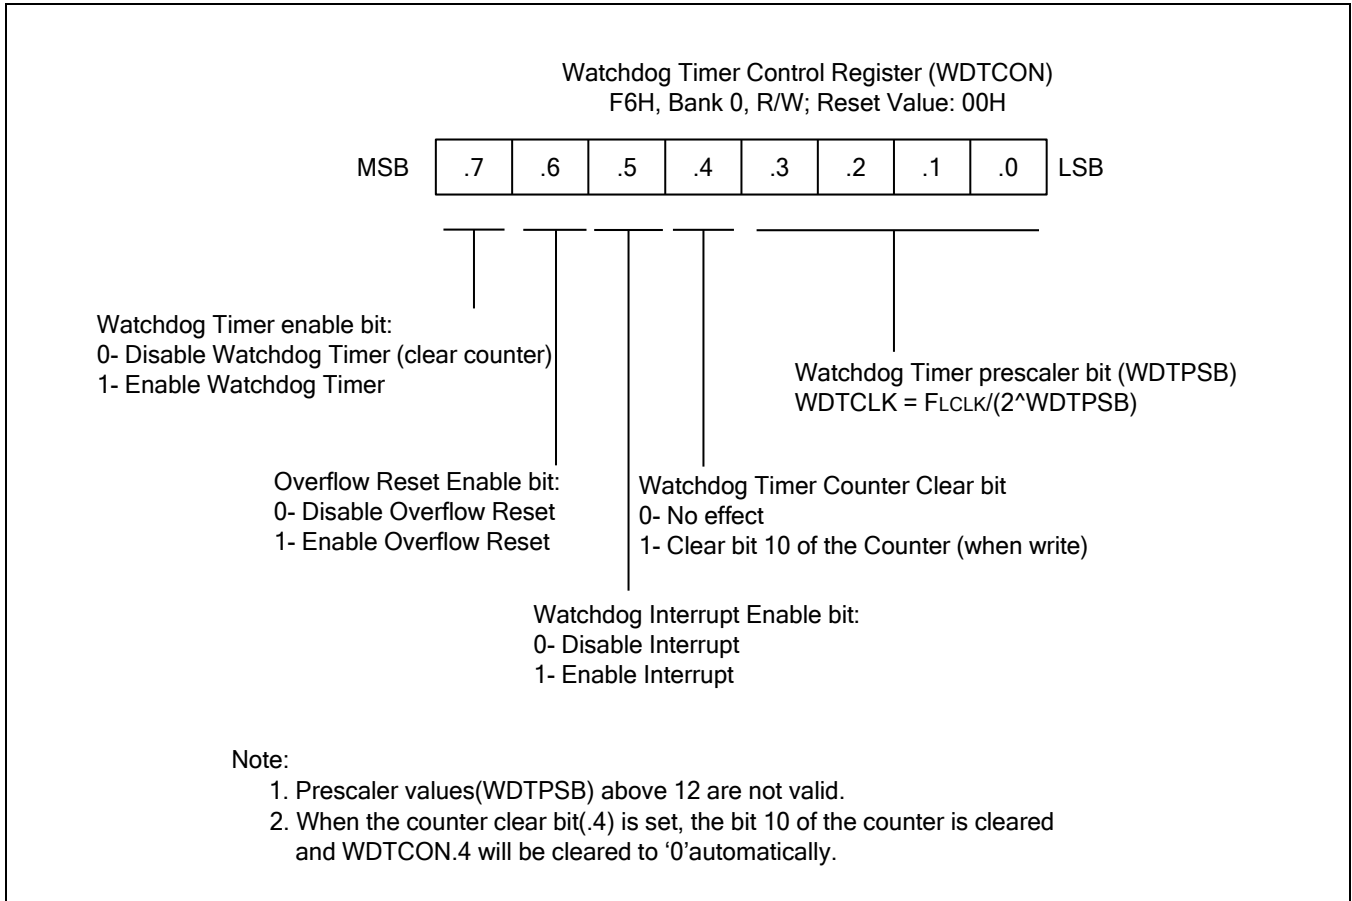 Watchdog Timer Control Register (WDTCON)
F6H, Bank 0, R/W; Reset Value: 00H
MSB .7 .6 .5 .4 .3 .2 .1 .0 LSB
Watchdog Timer enable bit:
0- Disable Watchdog Timer (clear counter)
1- Enable Watchdog Timer
Watchdog Timer prescaler bit (WDTPSB)
WDTCLK = FLCLK/(2^WDTPSB)
Overflow Reset Enable bit:
0- Disable Overflow Reset
1- Enable Overflow Reset
Watchdog Timer Counter Clear bit
0- No effect
1- Clear bit 10 of the Counter (when write)
Watchdog Interrupt Enable bit:
0- Disable Interrupt
1- Enable Interrupt
Note:
1. Prescaler values(WDTPSB) above 12 are not valid.
2. When the counter clear bit(.4) is set, the bit 10 of the counter is cleared
and WDTCON.4 will be cleared to ‘0’automatically.